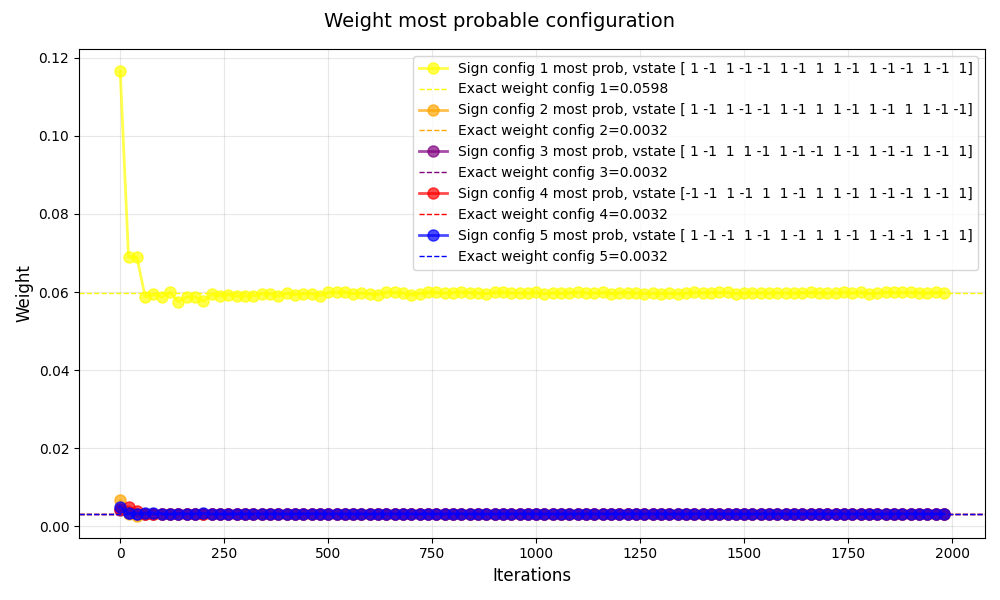 Weight most probable configuration
0.12
0.10
0.08
0.06
0.04
0.02
0.00
Weight
Sign config 1 most prob, vstate [ 1 -1  1 -1 -1  1 -1  1  1 -1  1 -1 -1  1 -1  1]
Exact weight config 1=0.0598
Sign config 2 most prob, vstate [ 1 -1  1 -1 -1  1 -1  1  1 -1  1 -1  1  1 -1 -1]
Exact weight config 2=0.0032
Sign config 3 most prob, vstate [ 1 -1  1  1 -1  1 -1 -1  1 -1  1 -1 -1  1 -1  1]
Exact weight config 3=0.0032
Sign config 4 most prob, vstate [-1 -1  1 -1  1  1 -1  1  1 -1  1 -1 -1  1 -1  1]
Exact weight config 4=0.0032
Sign config 5 most prob, vstate [ 1 -1 -1  1 -1  1 -1  1  1 -1  1 -1 -1  1 -1  1]
Exact weight config 5=0.0032
0 250 500 750 1000 1250 1500 1750 2000
Iterations